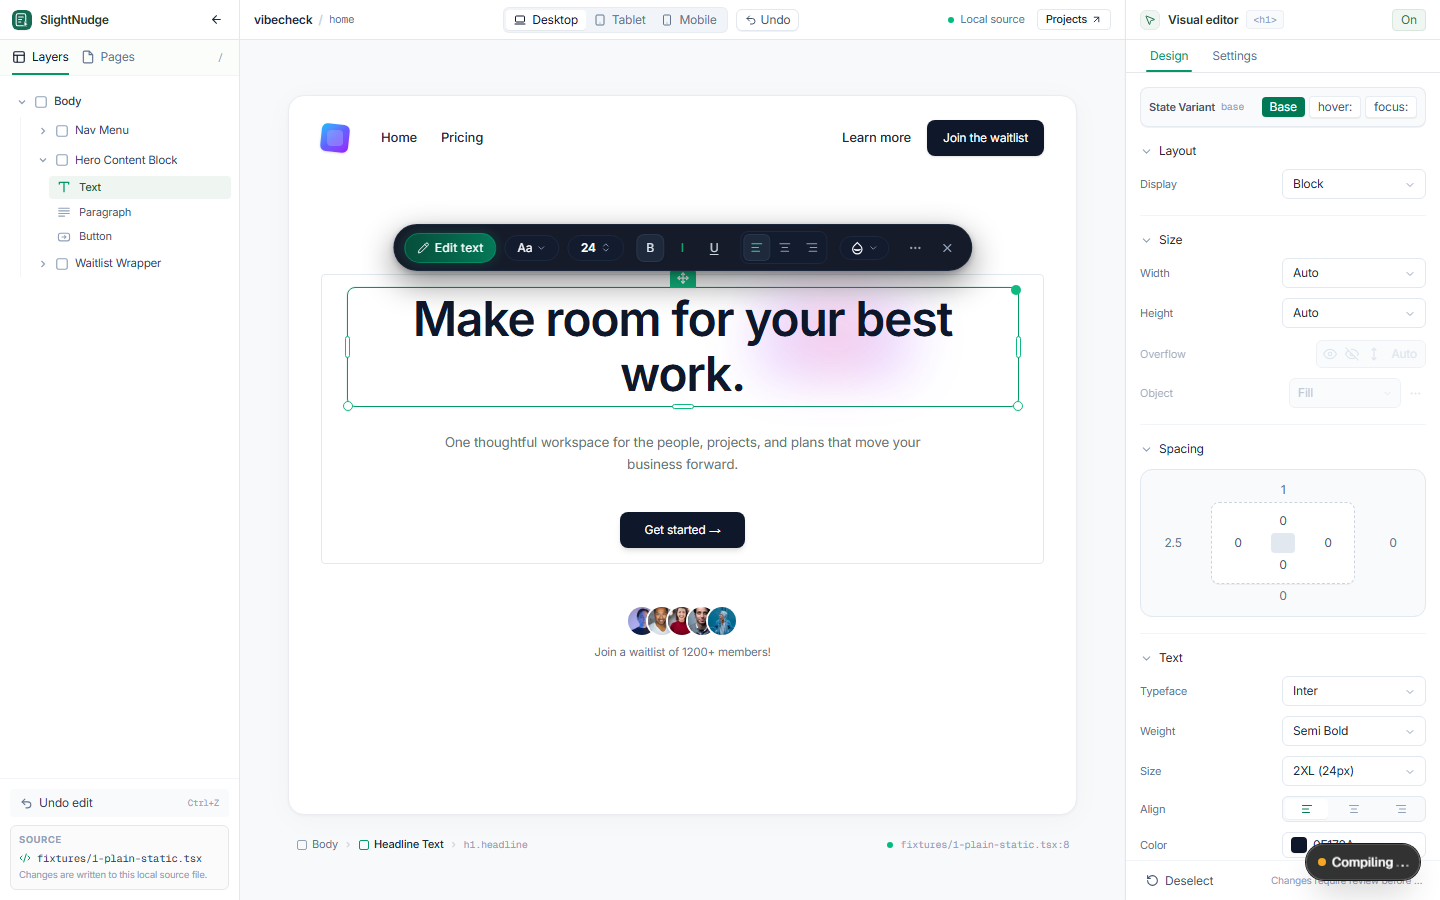 SlightNudge
Layers
Pages
/
Body
Nav Menu
Hero Content Block
Text
Paragraph
Button
Waitlist Wrapper
Undo edit
Ctrl+Z
SOURCE
fixtures/1-plain-static.tsx
Changes are written to this local source file.
vibecheck / home
Desktop
Tablet
Mobile
Undo
Local source
Projects
Home
Pricing
Learn more
Join the waitlist
Edit text
Aa
24
B
I
U
Make room for your best
work.
One thoughtful workspace for the people, projects, and plans that move your
business forward.
Get started →
Join a waitlist of 1200+ members!
Body
Headline Text
h1.headline
fixtures/1-plain-static.tsx:8
Visual editor
<h1>
On
Design
Settings
State Variant base
Base
hover:
focus:
Layout
Display
Block
Size
Width
Auto
Height
Auto
Overflow
Auto
Object
Fill
Spacing
1
0
2.5
0
0
0
0
0
Text
Typeface
Inter
Weight
Semi Bold
Size
2XL (24px)
Align
Color
Compiling ...
Deselect
Changes require review before ...